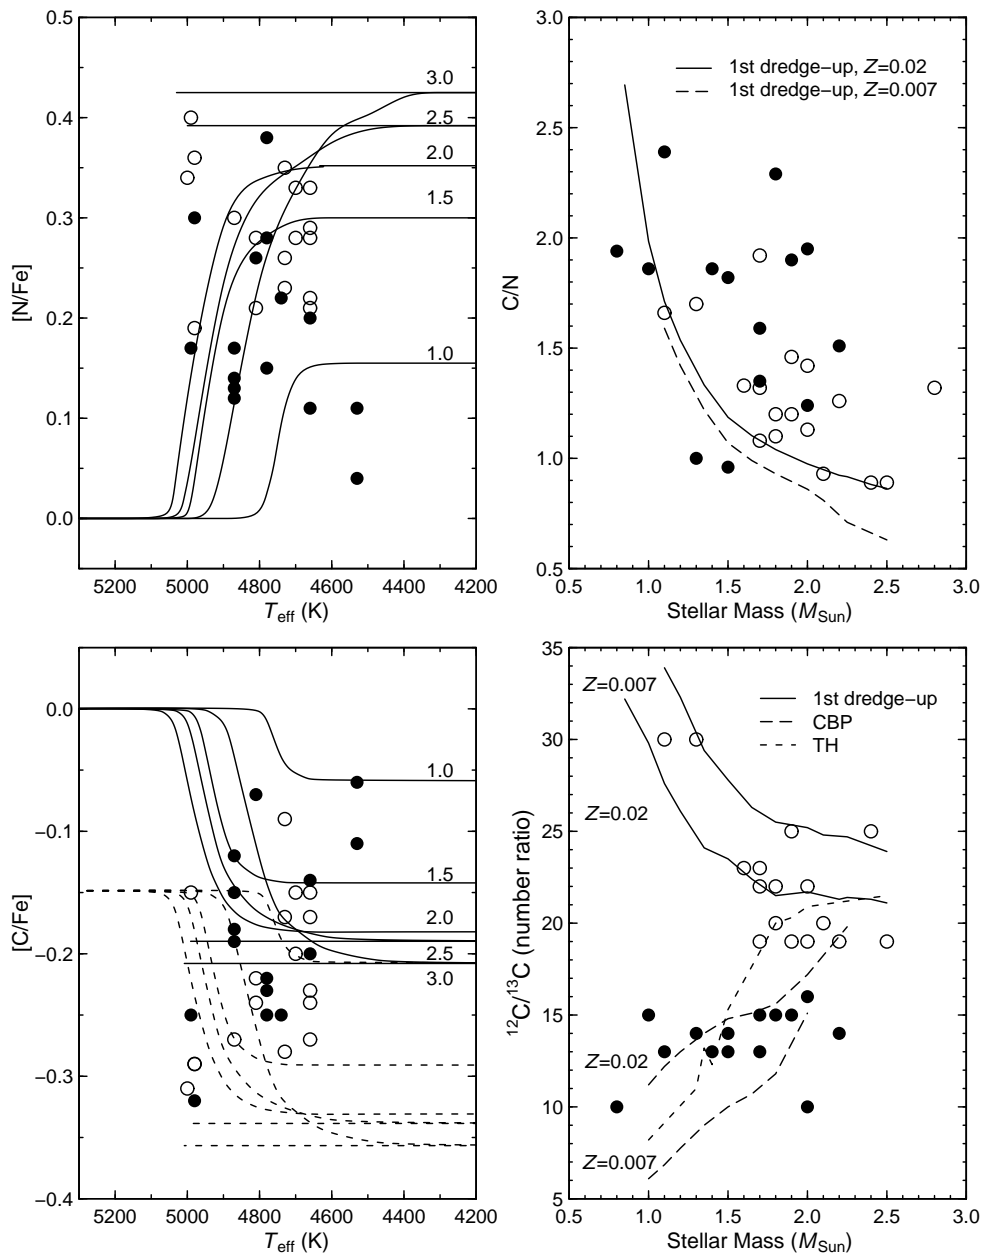 0.5
0.4
0.3
0.2
0.1
0.0
[N/Fe]
3.0
2.5
2.0
1.5
1.0
5200 5000 4800 4600 4400 4200
Teff (K)
3.0
2.5
2.0
1.5
1.0
0.5
C/N
1st dredge−up, Z=0.02
1st dredge−up, Z=0.007
0.5 1.0 1.5 2.0 2.5 3.0
Stellar Mass (MSun)
0.0
−0.1
−0.2
−0.3
−0.4
[C/Fe]
1.0
1.5
2.0
2.5
3.0
5200 5000 4800 4600 4400 4200
Teff (K)
35
30
25
20
15
10
5
12C/13C (number ratio)
Z=0.007
1st dredge−up
CBP
TH
Z=0.02
Z=0.02
Z=0.007
0.5 1.0 1.5 2.0 2.5 3.0
Stellar Mass (MSun)